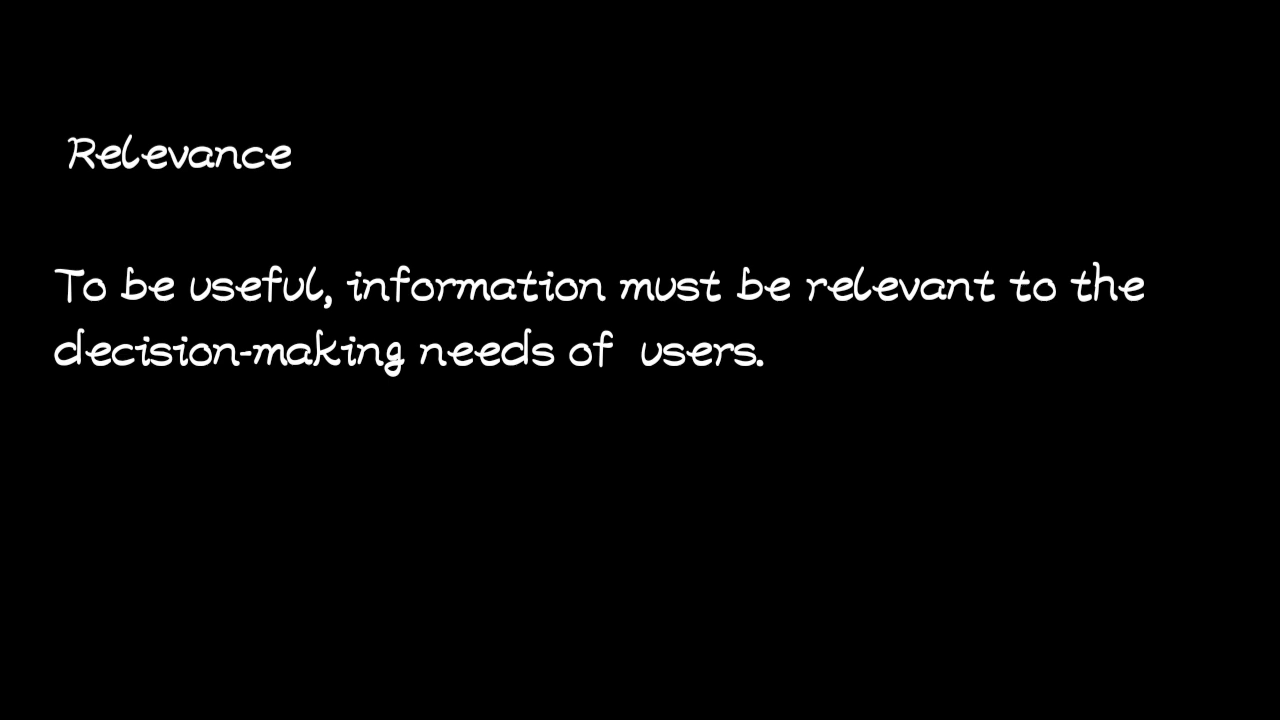 Relevance
To be useful, information must be relevant to the
decision-making needs of users.